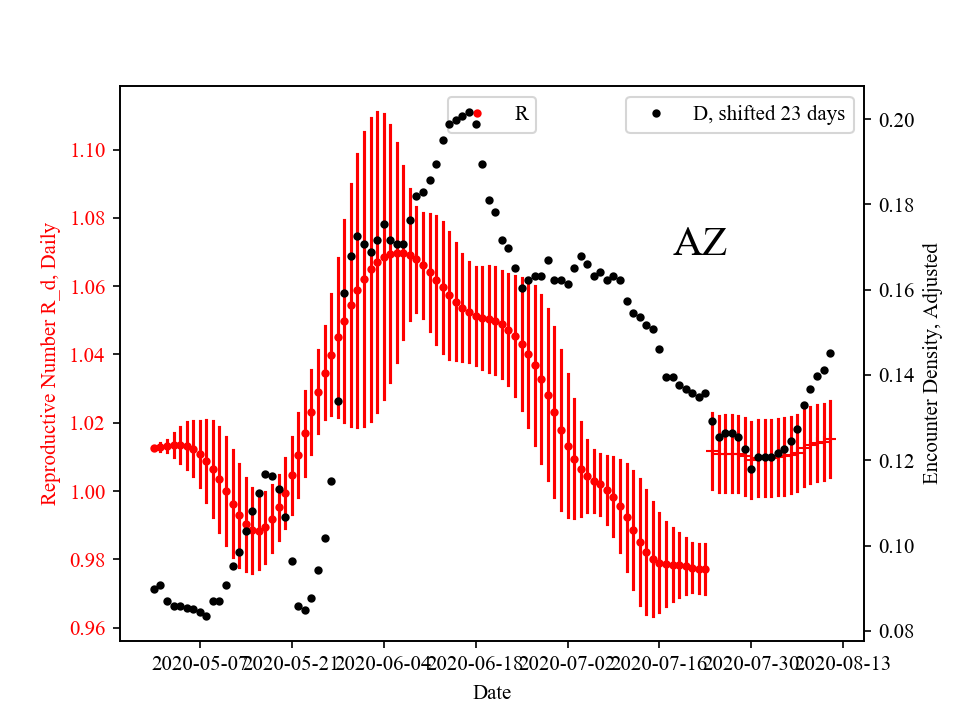 R
D, shifted 23 days
AZ
Reproductive Number R_d, Daily
1.10
1.08
1.06
1.04
1.02
1.00
0.98
0.96
0.20
0.18
0.16
0.14
0.12
0.10
0.08
Encounter Density, Adjusted
2020-05-07 2020-05-21 2020-06-04 2020-06-18 2020-07-02 2020-07-16 2020-07-30 2020-08-13
Date